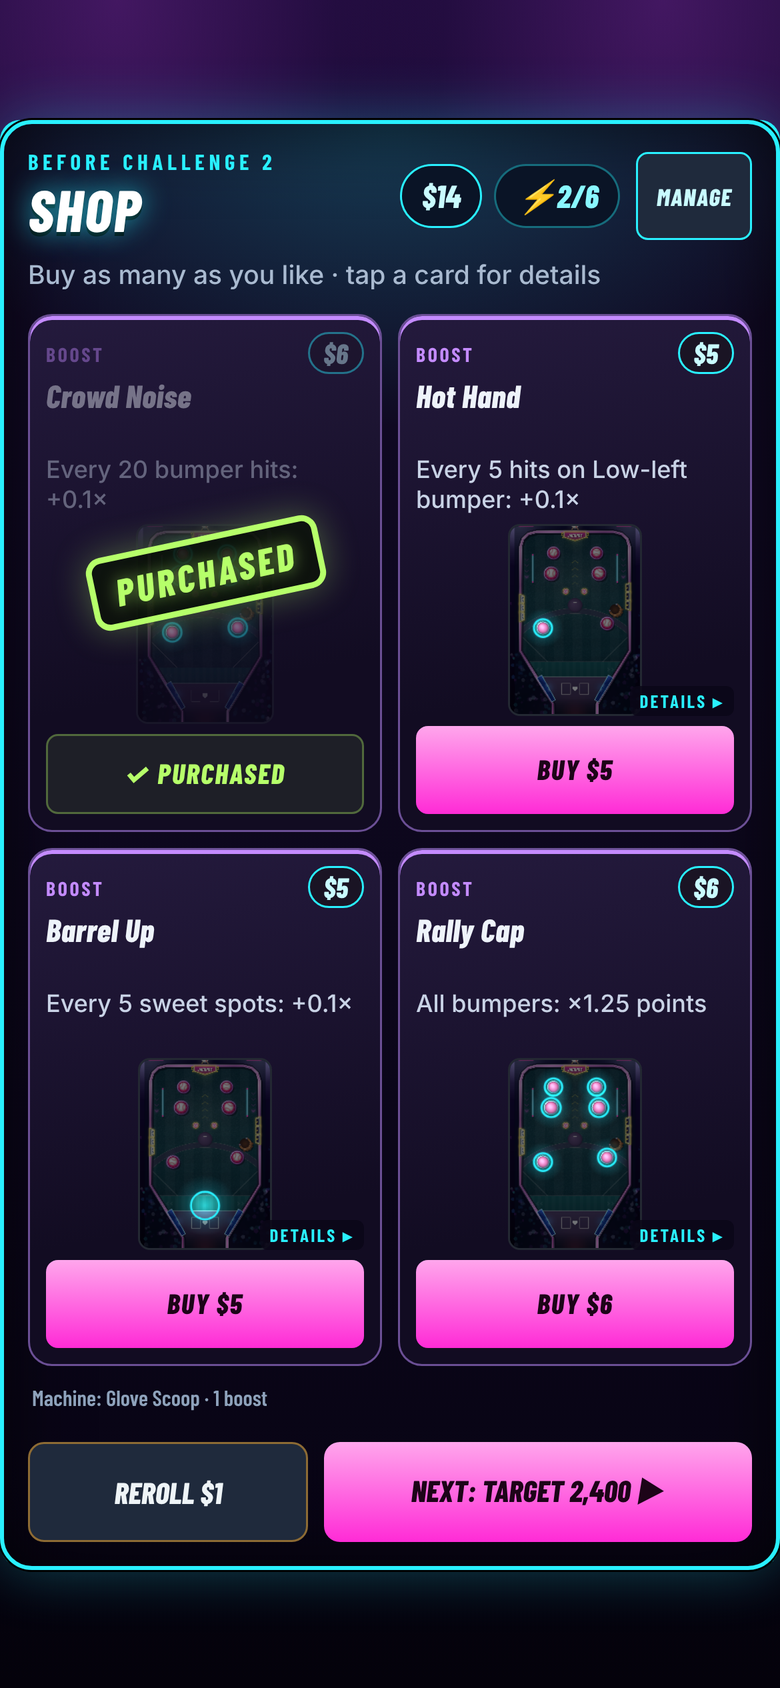 BEFORE CHALLENGE 2
SHOP
$14
⚡2/6
MANAGE
Buy as many as you like · tap a card for details
BOOST
$6
Crowd Noise
Every 20 bumper hits:
+0.1×
PURCHASED
✓ PURCHASED
BOOST
$5
Hot Hand
Every 5 hits on Low-left
bumper: +0.1×
DETAILS ▸
BUY $5
BOOST
$5
Barrel Up
Every 5 sweet spots: +0.1×
DETAILS ▸
BUY $5
BOOST
$6
Rally Cap
All bumpers: ×1.25 points
DETAILS ▸
BUY $6
Machine: Glove Scoop · 1 boost
REROLL $1
NEXT: TARGET 2,400 ▶